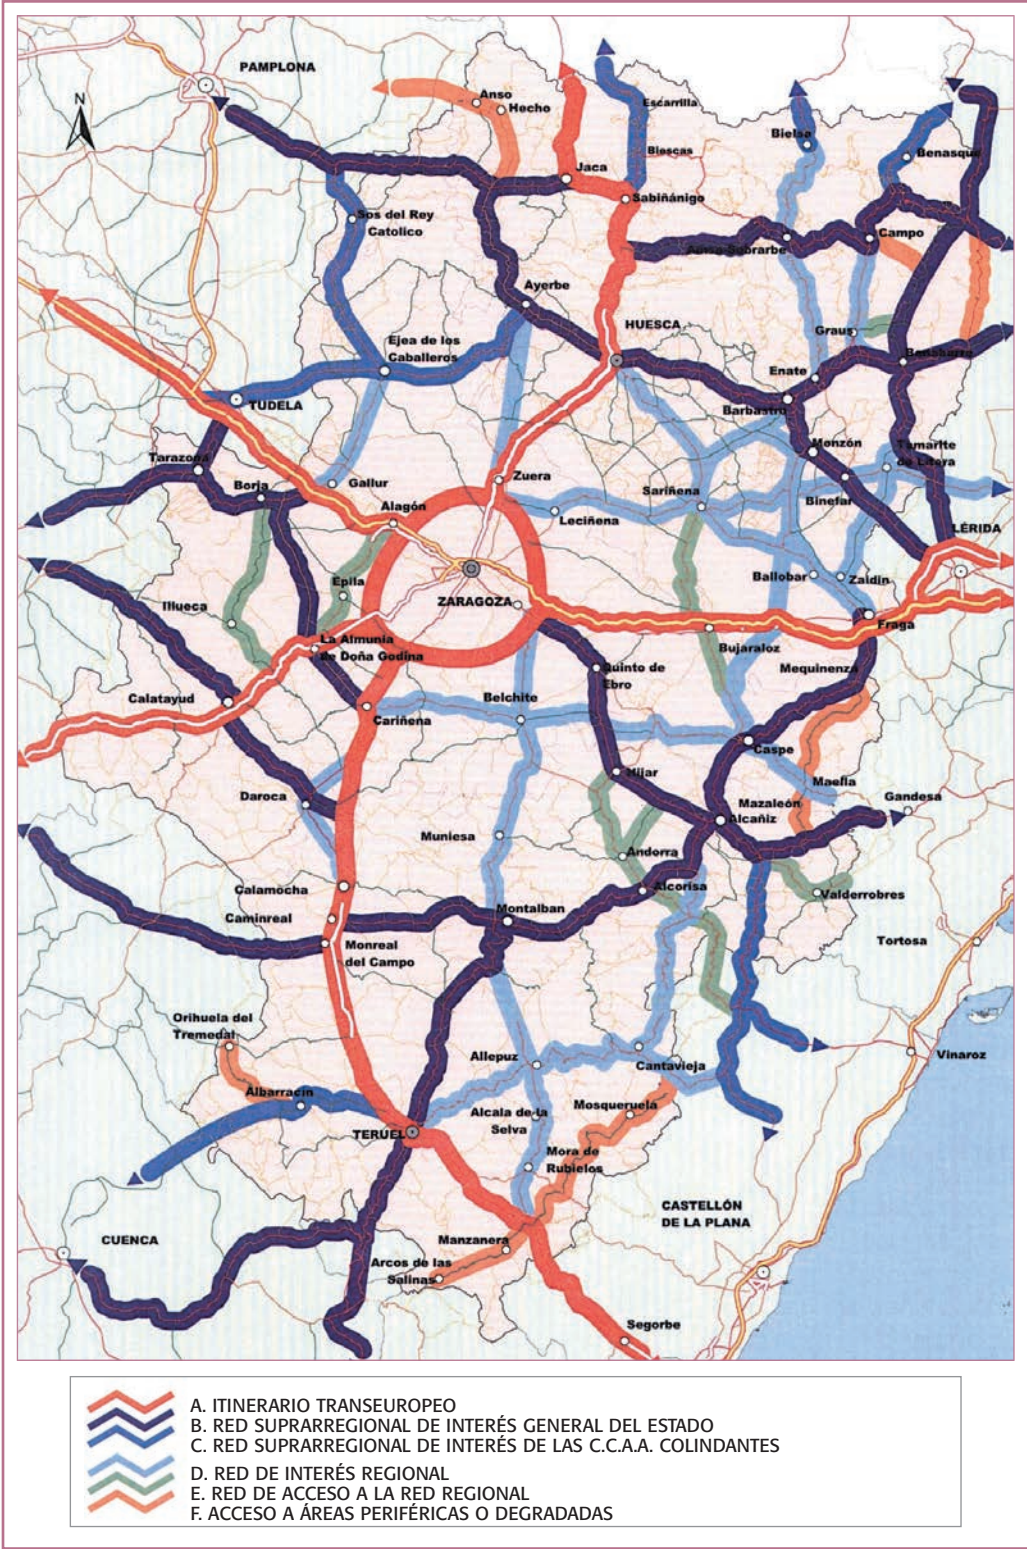 PAMPLONA
N
Anso
Hecho
Escarrilla
Biescas
Bielsa
Benasque
Jaca
Sabiñánigo
Sos del Rey
Catolico
Campo
Ayerbe
HUESCA
Graus
Ejea de los
Caballeros
Enate
Benabarre
TUDELA
Barbastro
Tarazona
Monzón
Tamarite
de Litera
Borja
Gallur
Zuera
Sariñena
Binefar
Alagón
Leciñena
LÉRIDA
Epila
ZARAGOZA
Ballobar
Zaidin
Illueca
Fraga
La Almunia
de Doña Godina
Bujaraloz
Mequinenza
Quinto de
Ebro
Calatayud
Belchite
Cariñena
Caspe
Hijar
Maella
Daroca
Mazaleón
Gandesa
Alcañiz
Muniesa
Andorra
Calamocha
Alcorisa
Valderrobres
Caminreal
Montalban
Monreal
del Campo
Tortosa
Orihuela del
Tremedal
Allepuz
Cantavieja
Vinaroz
Albarracín
Alcala de la
Selva
Mosqueruela
TERUEL
Mora de
Rubielos
CASTELLÓN
DE LA PLANA
CUENCA
Manzanera
Arcos de las
Salinas
Segorbe
A. ITINERARIO TRANSEUROPEO
B. RED SUPRARREGIONAL DE INTERÉS GENERAL DEL ESTADO
C. RED SUPRARREGIONAL DE INTERÉS DE LAS C.C.A.A. COLINDANTES
D. RED DE INTERÉS REGIONAL
E. RED DE ACCESO A LA RED REGIONAL
F. ACCESO A ÁREAS PERIFÉRICAS O DEGRADADAS